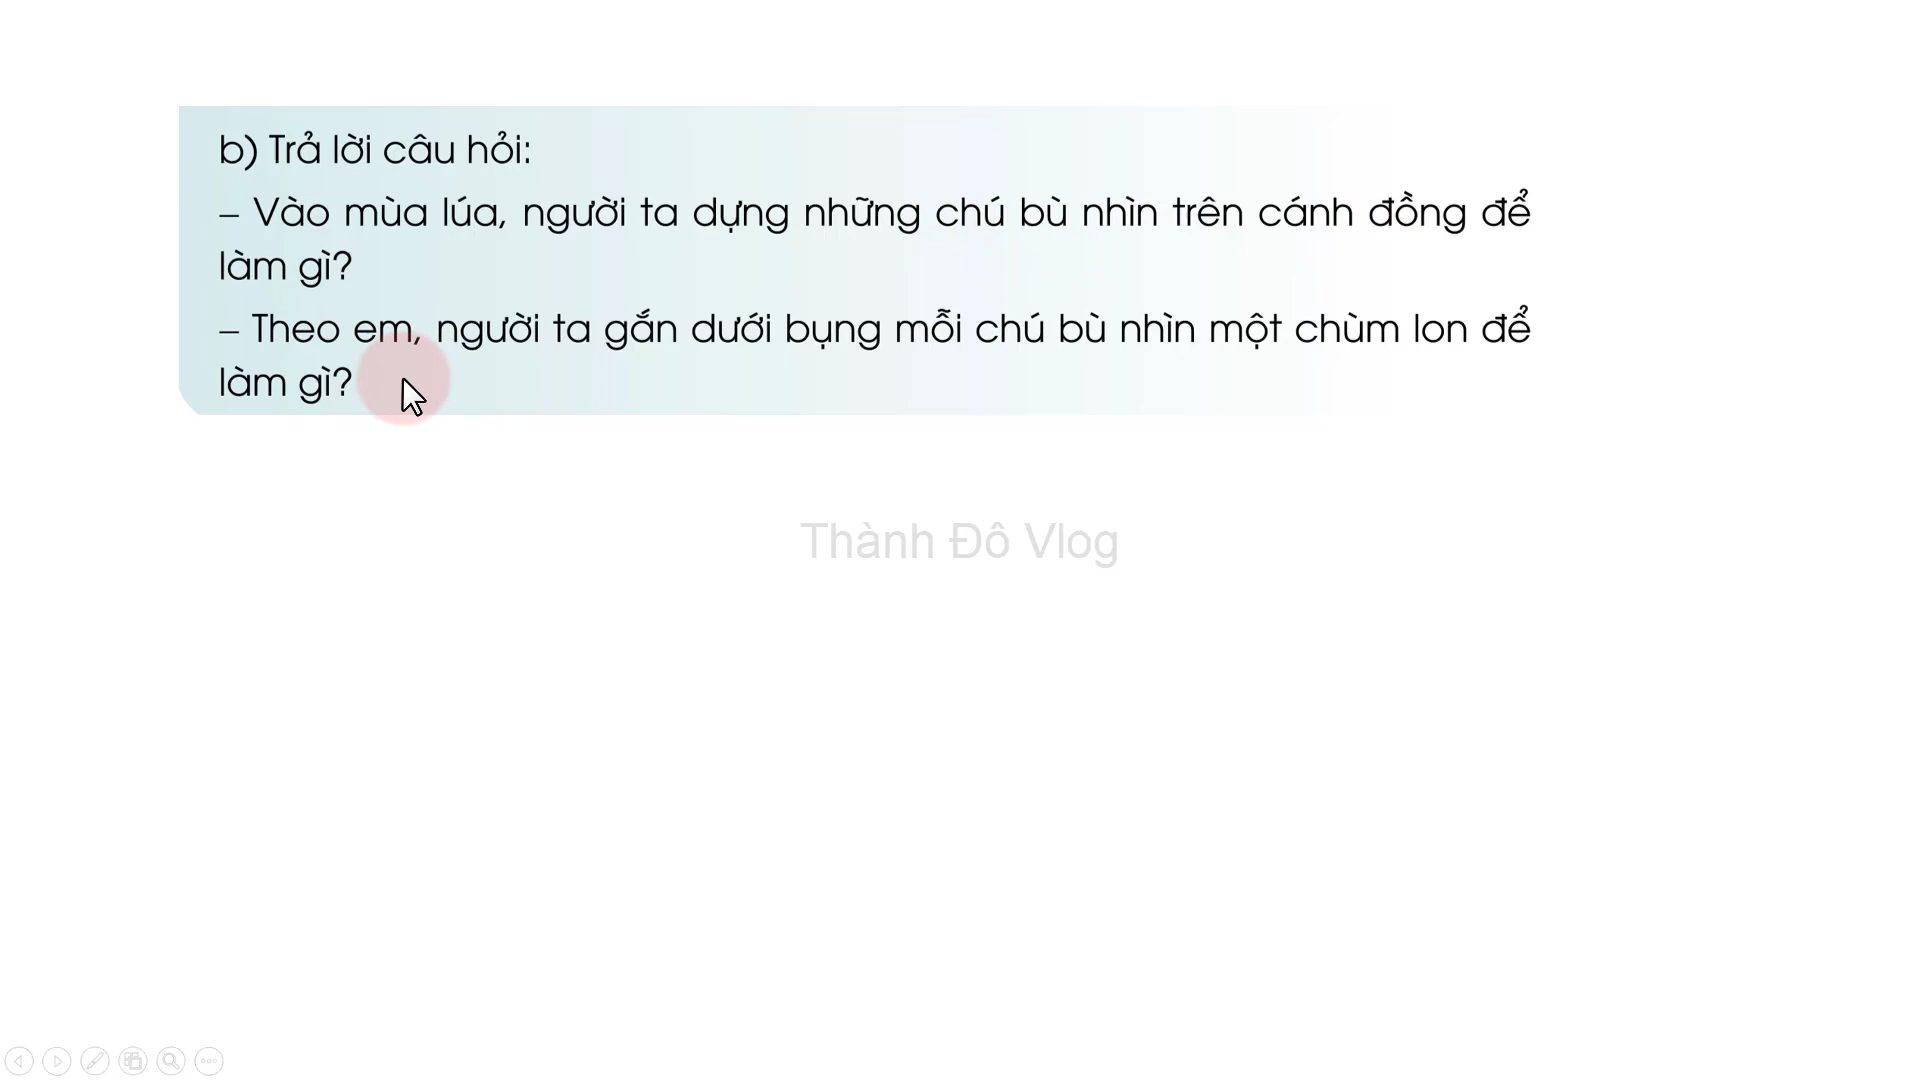 b) Trả lời câu hỏi:
– Vào mùa lúa, người ta dựng những chú bù nhìn trên cánh đồng để
làm gì?
– Theo em, người ta gắn dưới bụng mỗi chú bù nhìn một chùm lon để
làm gì?
Thành Đô Vlog